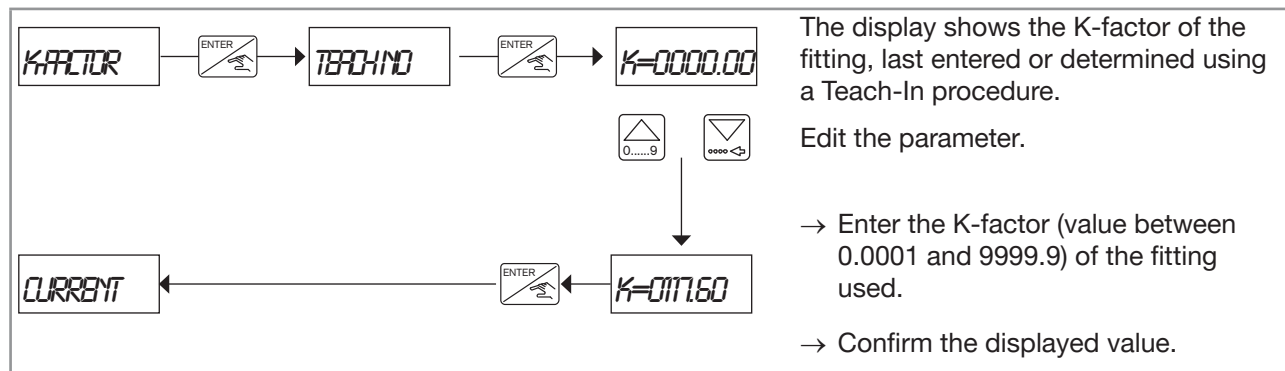 K-FACTOR
ENTER
TEACH NO
ENTER
K=0000.00
0......9
K=0117.60
ENTER
CURRENT
The display shows the K-factor of the
fitting, last entered or determined using
a Teach-In procedure.
Edit the parameter.
→ Enter the K-factor (value between
0.0001 and 9999.9) of the fitting
used.
→ Confirm the displayed value.